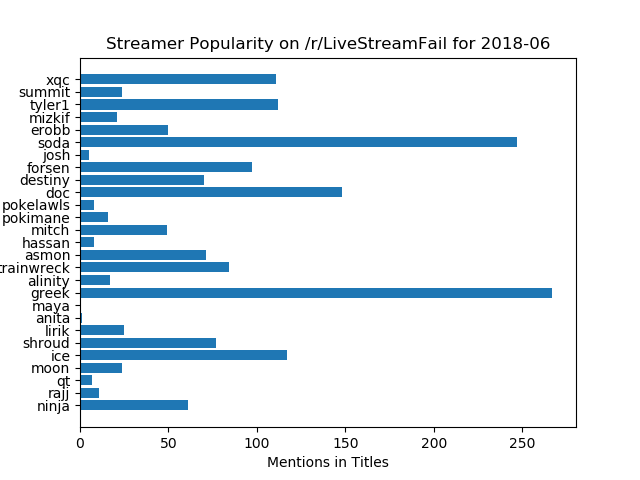 Streamer Popularity on /r/LiveStreamFail for 2018-06
xqc
summit
tyler1
mizkif
erobb
soda
josh
forsen
destiny
doc
pokelawls
pokimane
mitch
hassan
asmon
trainwreck
alinity
greek
maya
anita
lirik
shroud
ice
moon
qt
rajj
ninja
0 50 100 150 200 250
Mentions in Titles